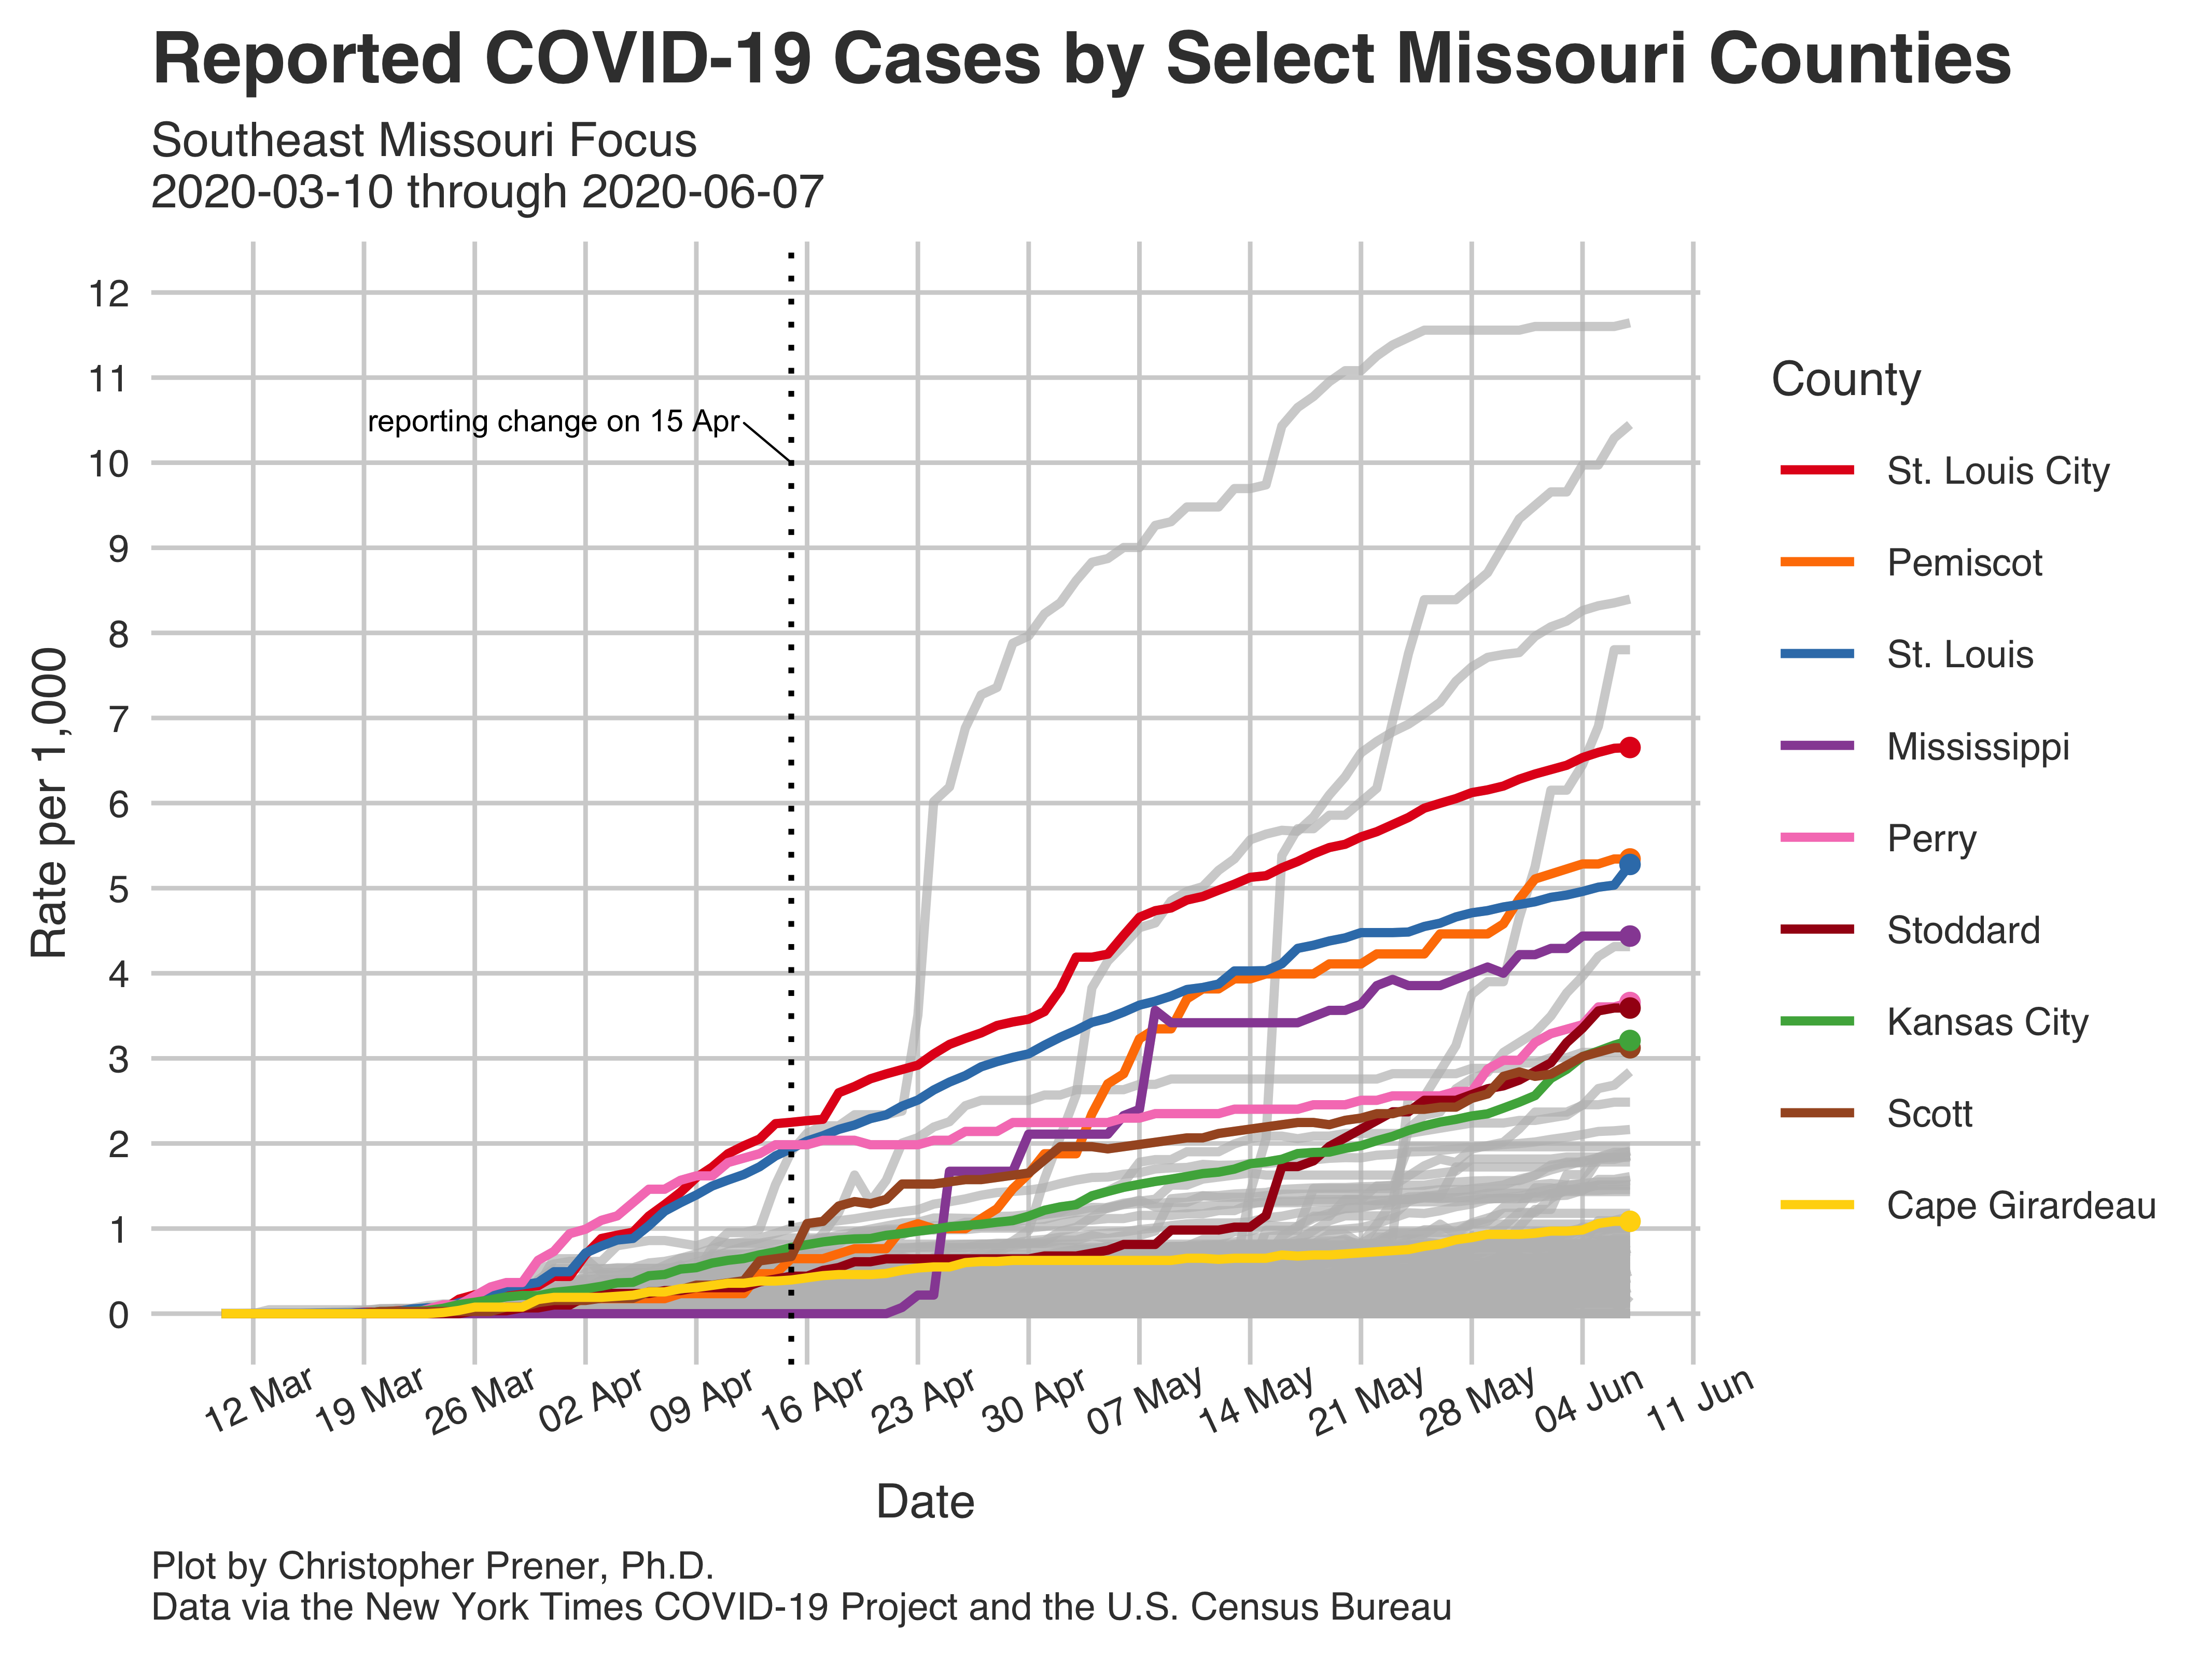 Reported COVID-19 Cases by Select Missouri Counties
Southeast Missouri Focus
2020-03-10 through 2020-06-07
12
11
10
9
8
7
6
5
4
3
2
1
0
Rate per 1,000
reporting change on 15 Apr
12 Mar
19 Mar
26 Mar
02 Apr
09 Apr
16 Apr
23 Apr
30 Apr
07 May
14 May
21 May
28 May
04 Jun
11 Jun
Date
County
St. Louis City
Pemiscot
St. Louis
Mississippi
Perry
Stoddard
Kansas City
Scott
Cape Girardeau
Plot by Christopher Prener, Ph.D.
Data via the New York Times COVID-19 Project and the U.S. Census Bureau